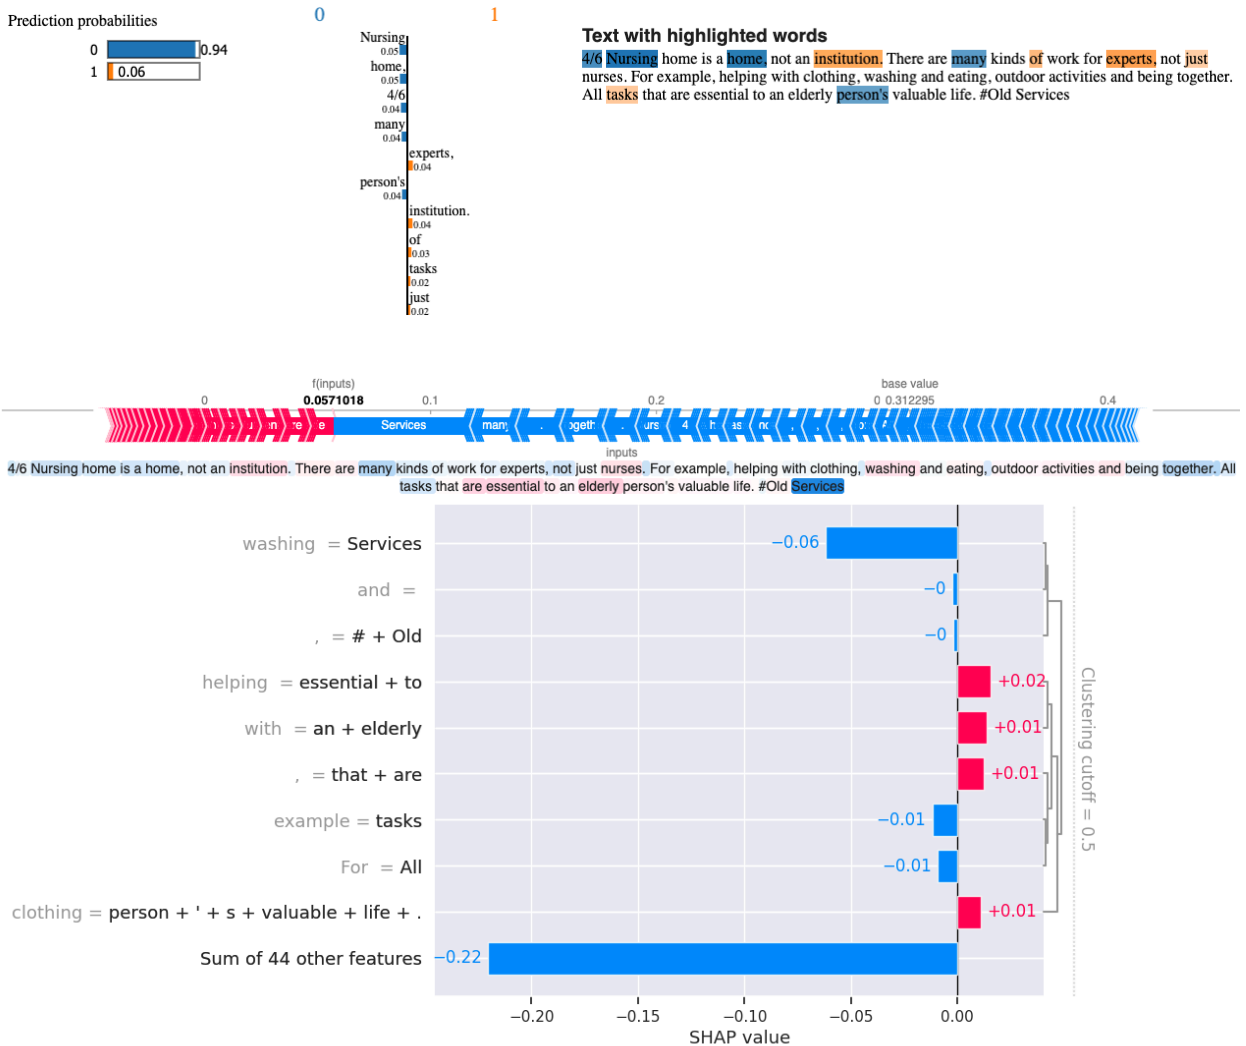 Prediction probabilities
0 0.94
1 0.06
0 1
Nursing
0.05
home,
0.05
4/6
0.04
many
0.04
experts,
0.04
person's
0.04
institution.
0.04
of
0.03
tasks
0.02
just
0.02
Text with highlighted words
4/6 Nursing home is a home, not an institution. There are many kinds of work for experts, not just
nurses. For example, helping with clothing, washing and eating, outdoor activities and being together.
All tasks that are essential to an elderly person's valuable life. #Old Services
f(inputs) base value
0 0.0571018 0.1 0.2 0.312295 0.4
Services many
inputs
4/6 Nursing home is a home, not an institution. There are many kinds of work for experts, not just nurses. For example, helping with clothing, washing and eating, outdoor activities and being together. All
tasks that are essential to an elderly person's valuable life. #Old Services
washing = Services −0.06
and = −0
, = # + Old −0
helping = essential + to +0.02
with = an + elderly +0.01
, = that + are +0.01
example = tasks −0.01
For = All −0.01
clothing = person + ' + s + valuable + life + . +0.01
Sum of 44 other features −0.22
Clustering cutoff = 0.5
−0.20 −0.15 −0.10 −0.05 0.00
SHAP value